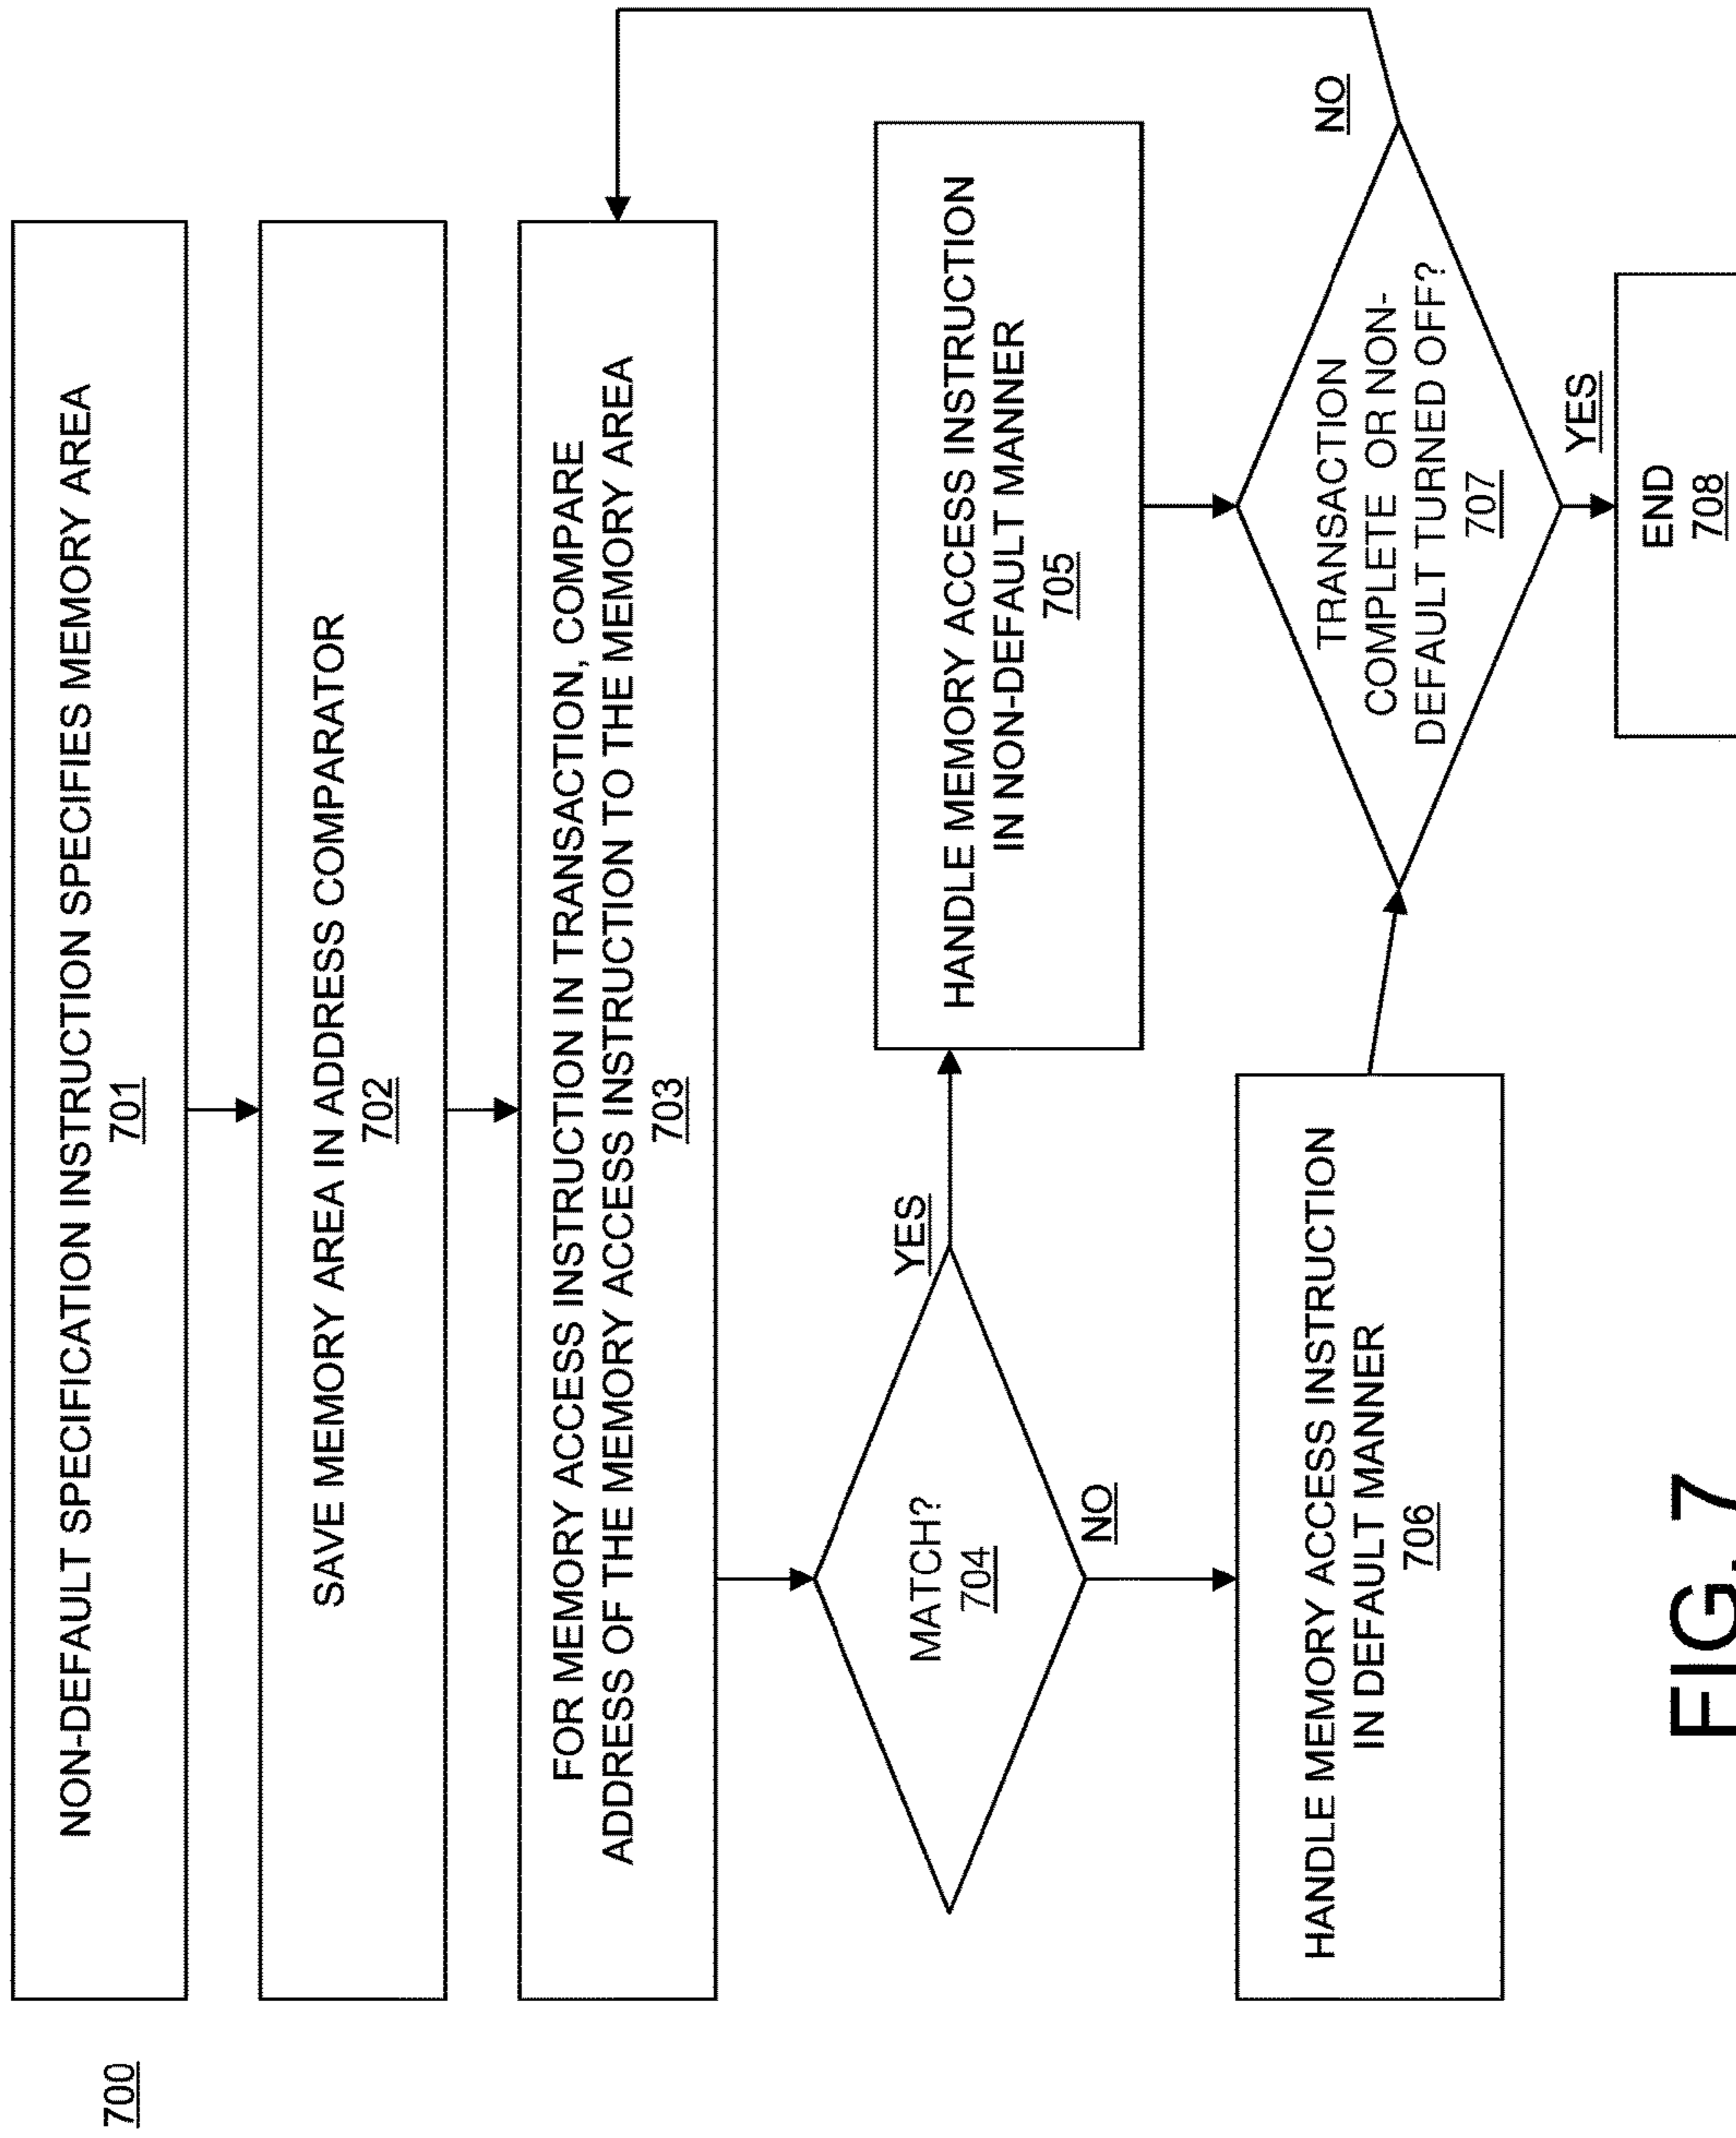 700
NON-DEFAULT SPECIFICATION INSTRUCTION SPECIFIES MEMORY AREA
701
SAVE MEMORY AREA IN ADDRESS COMPARATOR
702
FOR MEMORY ACCESS INSTRUCTION IN TRANSACTION, COMPARE
ADDRESS OF THE MEMORY ACCESS INSTRUCTION TO THE MEMORY AREA
703
MATCH?
704
YES
NO
HANDLE MEMORY ACCESS INSTRUCTION
IN NON-DEFAULT MANNER
705
HANDLE MEMORY ACCESS INSTRUCTION
IN DEFAULT MANNER
706
TRANSACTION
COMPLETE OR NON-
DEFAULT TURNED OFF?
707
NO
YES
END
708
FIG. 7